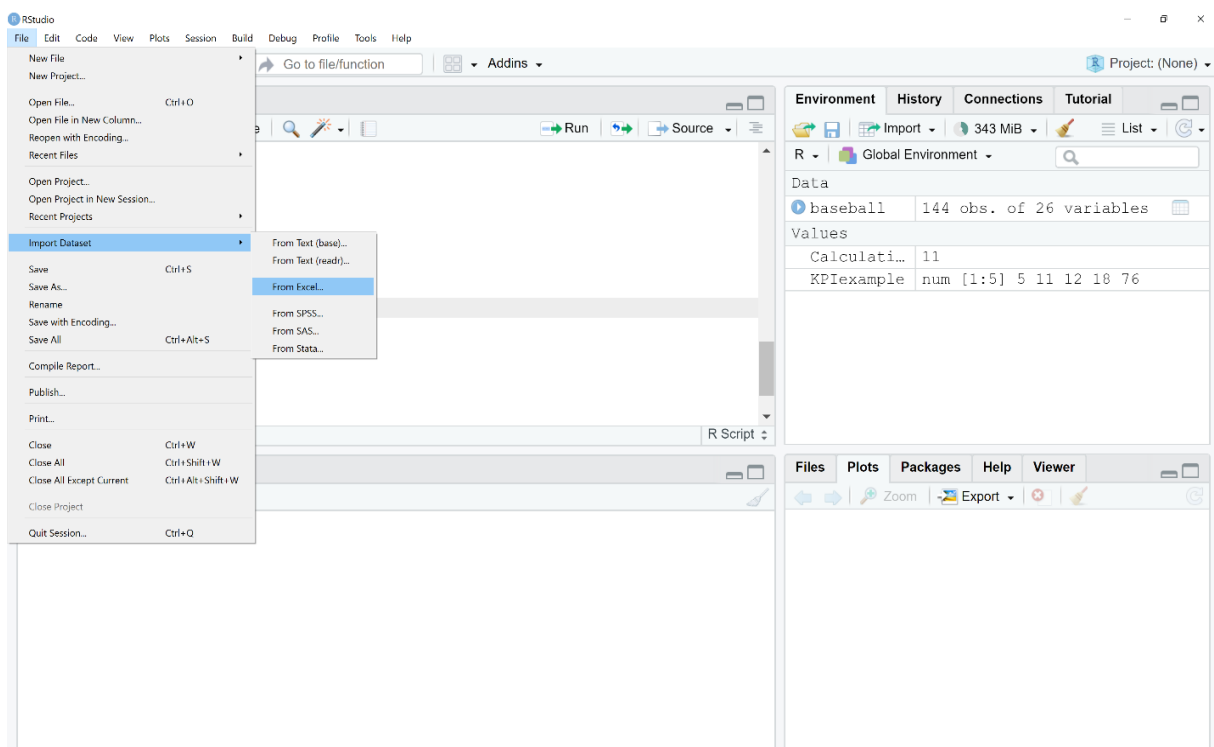 RStudio
File Edit Code View Plots Session Build Debug Profile Tools Help
New File
New Project...
Open File... Ctrl+O
Open File in New Column...
Reopen with Encoding...
Recent Files
Open Project...
Open Project in New Session...
Recent Projects
Import Dataset
Save Ctrl+S
Save As...
Rename
Save with Encoding...
Save All Ctrl+Alt+S
Compile Report...
Publish...
Print...
Close Ctrl+W
Close All Ctrl+Shift+W
Close All Except Current Ctrl+Alt+Shift+W
Close Project
Quit Session... Ctrl+Q
From Text (base)...
From Text (readr)...
From Excel...
From SPSS...
From SAS...
From Stata...
Go to file/function Addins
Project: (None)
Run Source
R Script
Environment History Connections Tutorial
Import 343 MiB List
R Global Environment
Data
baseball 144 obs. of 26 variables
Values
Calculati… 11
KPIexample num [1:5] 5 11 12 18 76
Files Plots Packages Help Viewer
Zoom Export